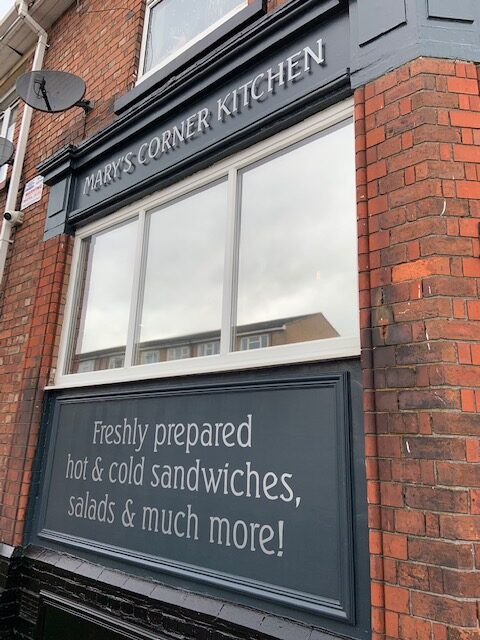 MARY'S CORNER KITCHEN
Freshly prepared
hot & cold sandwiches,
salads & much more!